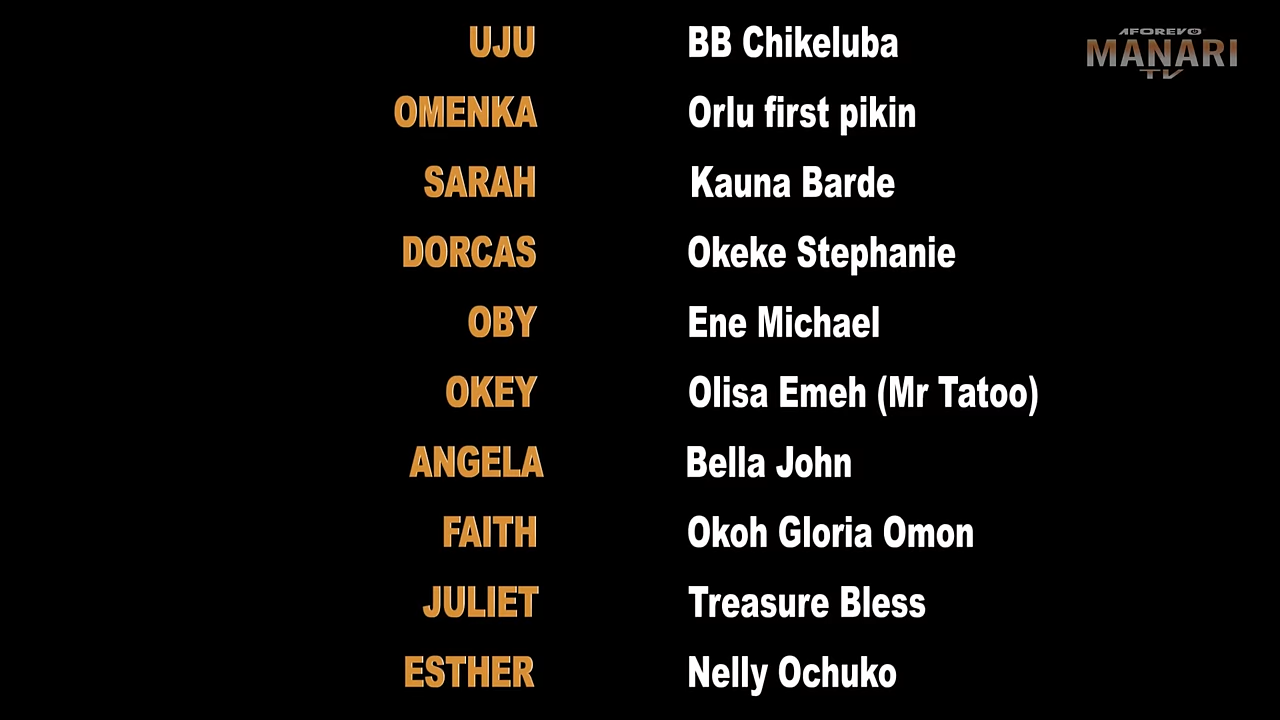 UJU BB Chikeluba
AFOREVO
MANARI
TV
OMENKA Orlu first pikin
SARAH Kauna Barde
DORCAS Okeke Stephanie
OBY Ene Michael
OKEY Olisa Emeh (Mr Tatoo)
ANGELA Bella John
FAITH Okoh Gloria Omon
JULIET Treasure Bless
ESTHER Nelly Ochuko